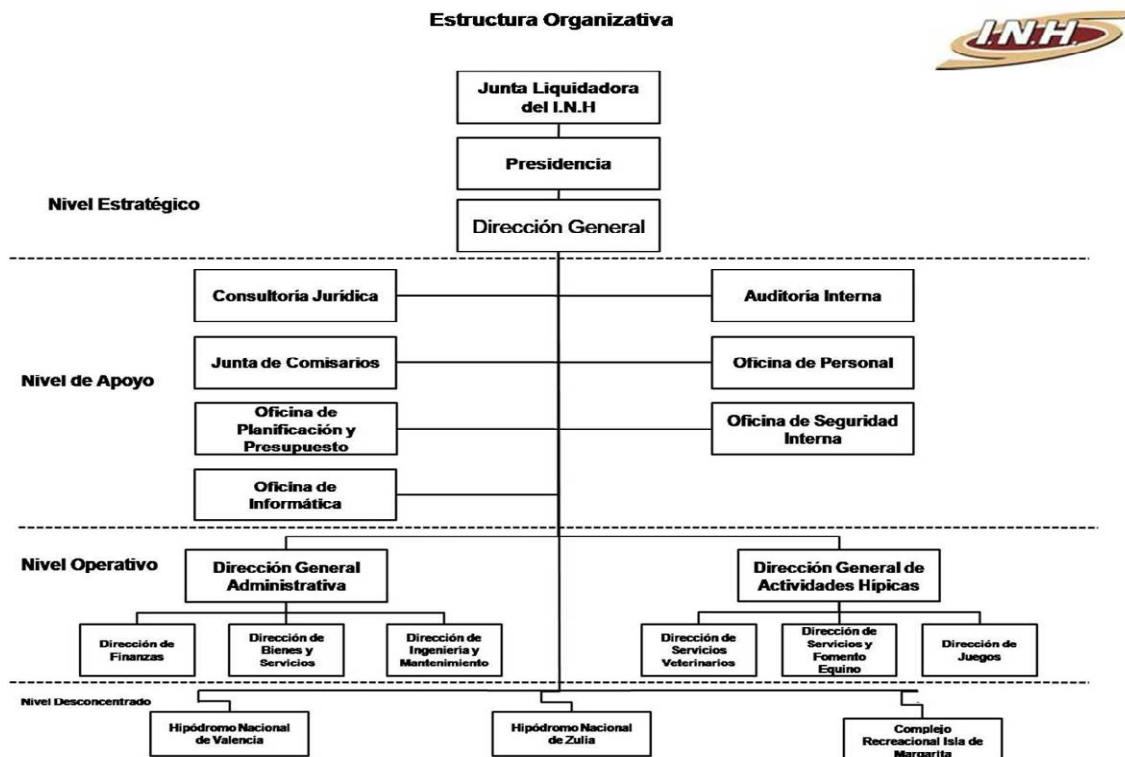 Estructura Organizativa
I.N.H.
Junta Liquidadora
del I.N.H
Presidencia
Nivel Estratégico
Dirección General
Consultoría Jurídica
Auditoría Interna
Junta de Comisarios
Oficina de Personal
Nivel de Apoyo
Oficina de
Planificación y
Presupuesto
Oficina de Seguridad
Interna
Oficina de
Informática
Nivel Operativo
Dirección General
Administrativa
Dirección General de
Actividades Hípicas
Dirección de
Finanzas
Dirección de
Bienes y
Servicios
Dirección de
Ingeniería y
Mantenimiento
Dirección de
Servicios
Veterinarios
Dirección de
Servicios y
Fomento
Equino
Dirección de
Juegos
Nivel Desconcentrado
Hipódromo Nacional
de Valencia
Hipódromo Nacional
de Zulia
Complejo
Recreacional Isla de
Margarita